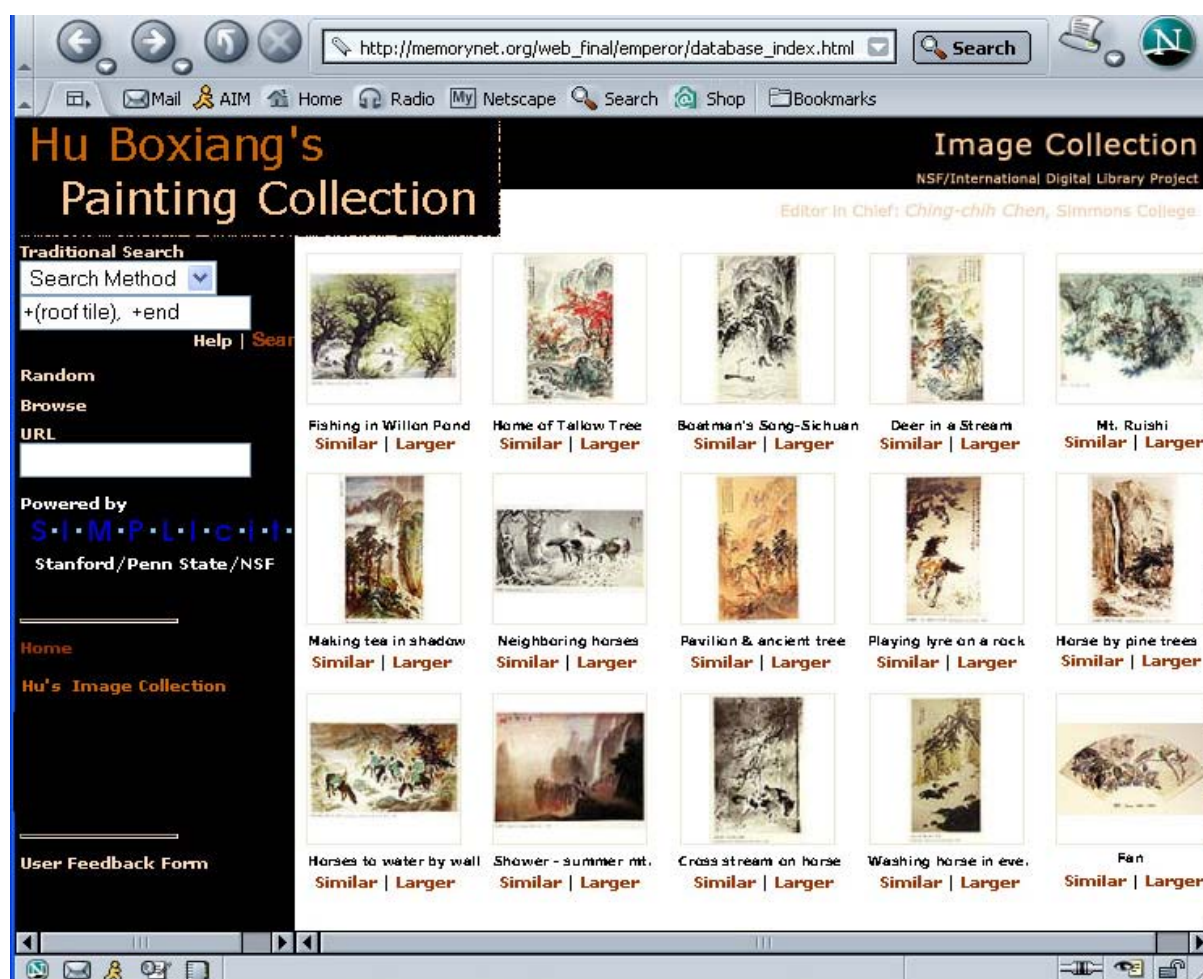 http://memorynet.org/web_final/emperor/database_index.html
Search
N
Mail AIM Home Radio My Netscape Search Shop Bookmarks
Hu Boxiang's
Painting Collection
Image Collection
NSF/International Digital Library Project
Editor in Chief: Ching-chih Chen, Simmons College
Traditional Search
Search Method
+(roof tile), +end
Help | Sear
Random
Browse
URL
Powered by
S·I·M·P·L·I·c·i·t·
Stanford/Penn State/NSF
Home
Hu's Image Collection
User Feedback Form
Fishing in Willon Pond
Similar | Larger
Home of Tallow Tree
Similar | Larger
Boatman's Song-Sichuan
Similar | Larger
Deer in a Stream
Similar | Larger
Mt. Ruishi
Similar | Larger
Making tea in shadow
Similar | Larger
Neighboring horses
Similar | Larger
Pavilion & ancient tree
Similar | Larger
Playing lyre on a rock
Similar | Larger
Horse by pine trees
Similar | Larger
Horses to water by wall
Similar | Larger
Shower - summer mt.
Similar | Larger
Cross stream on horse
Similar | Larger
Washing horse in eve.
Similar | Larger
Fan
Similar | Larger